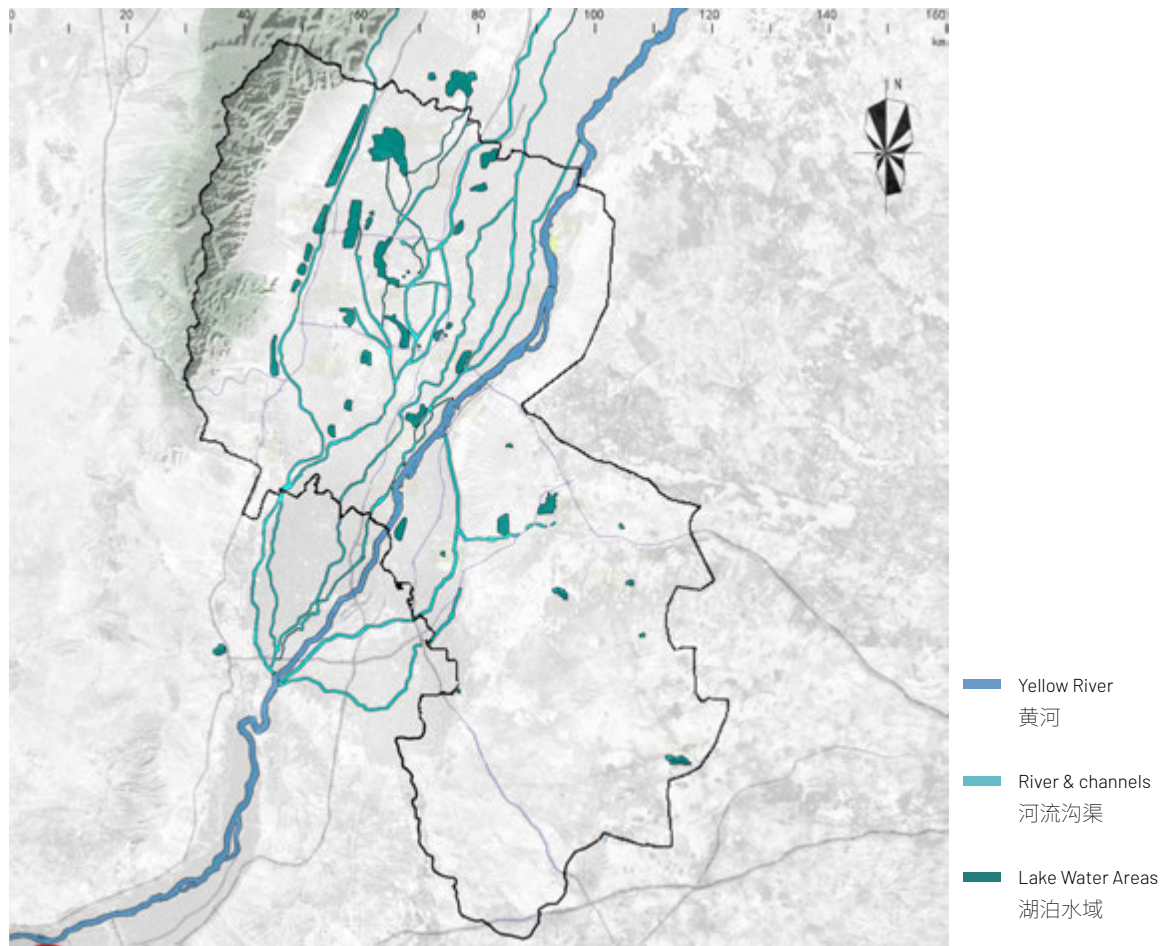 0 20 40 60 80 100 120 140 160
km
N
Yellow River
黄河
River & channels
河流沟渠
Lake Water Areas
湖泊水域